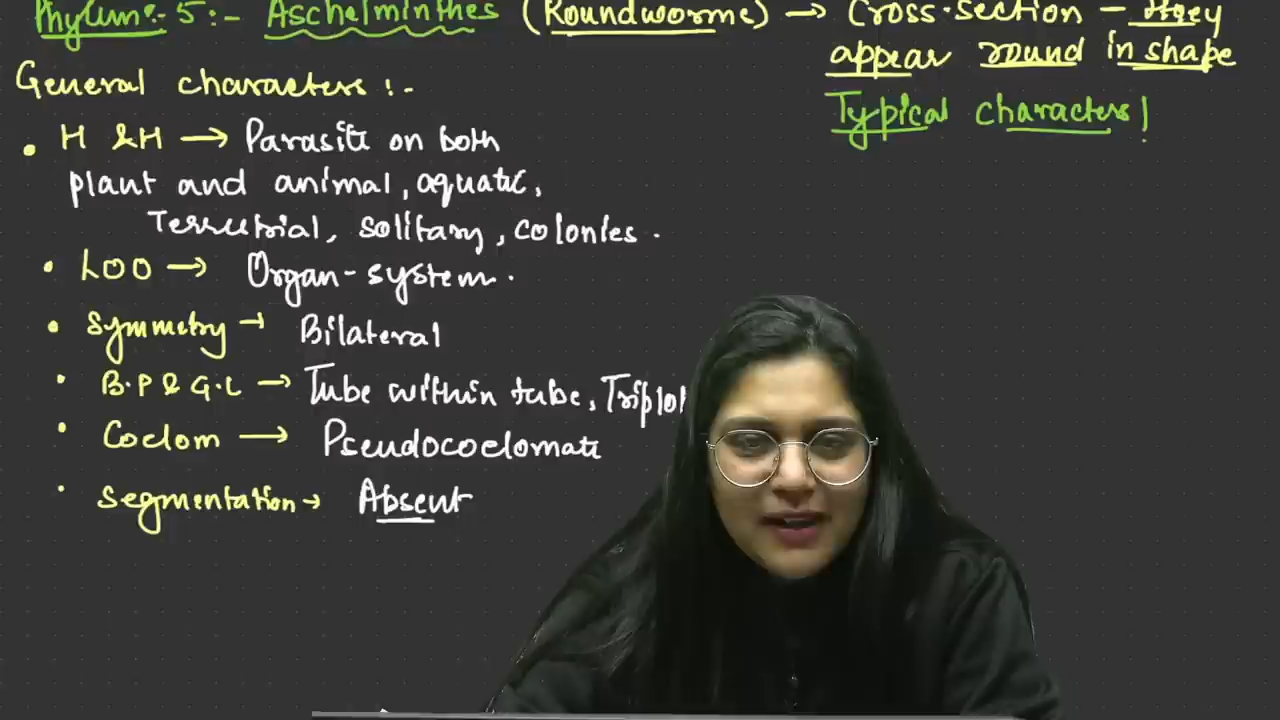 Phylum:- 5:- Aschelminthes (Roundworms) → Cross-section – they
appear round in shape
General characters :-
Typical characters!
• H & H → Parasite on both
plant and animal, aquatic,
Terrestrial, solitary, colonies.
• LOO → Organ-system.
• Symmetry → Bilateral
• B.P & G.L → Tube within tube, Triplo
• Coelom → Pseudocoelomate
• Segmentation → Absent